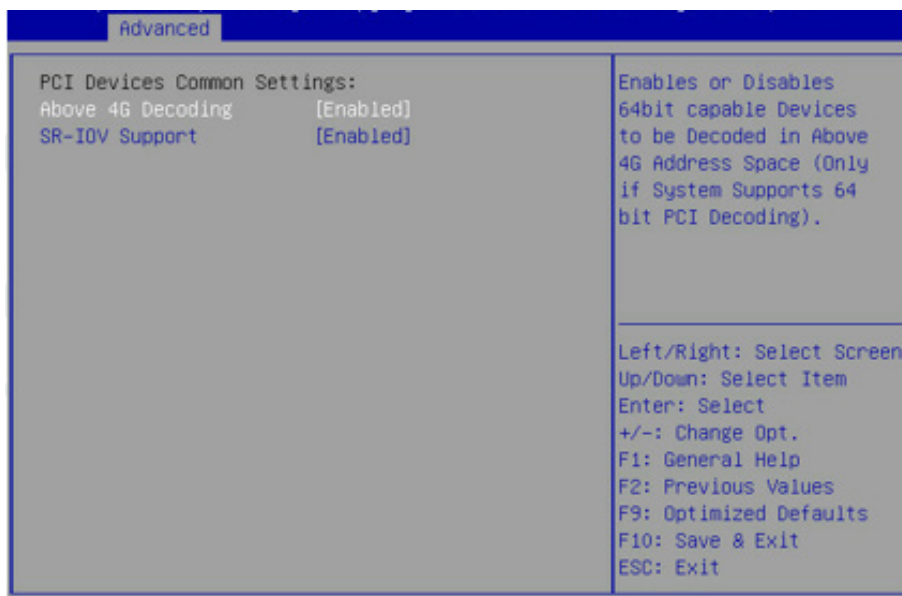 Advanced
PCI Devices Common Settings:
Above 4G Decoding [Enabled]
SR-IOV Support [Enabled]
Enables or Disables
64bit capable Devices
to be Decoded in Above
4G Address Space (Only
if System Supports 64
bit PCI Decoding).
Left/Right: Select Screen
Up/Down: Select Item
Enter: Select
+/-: Change Opt.
F1: General Help
F2: Previous Values
F9: Optimized Defaults
F10: Save & Exit
ESC: Exit